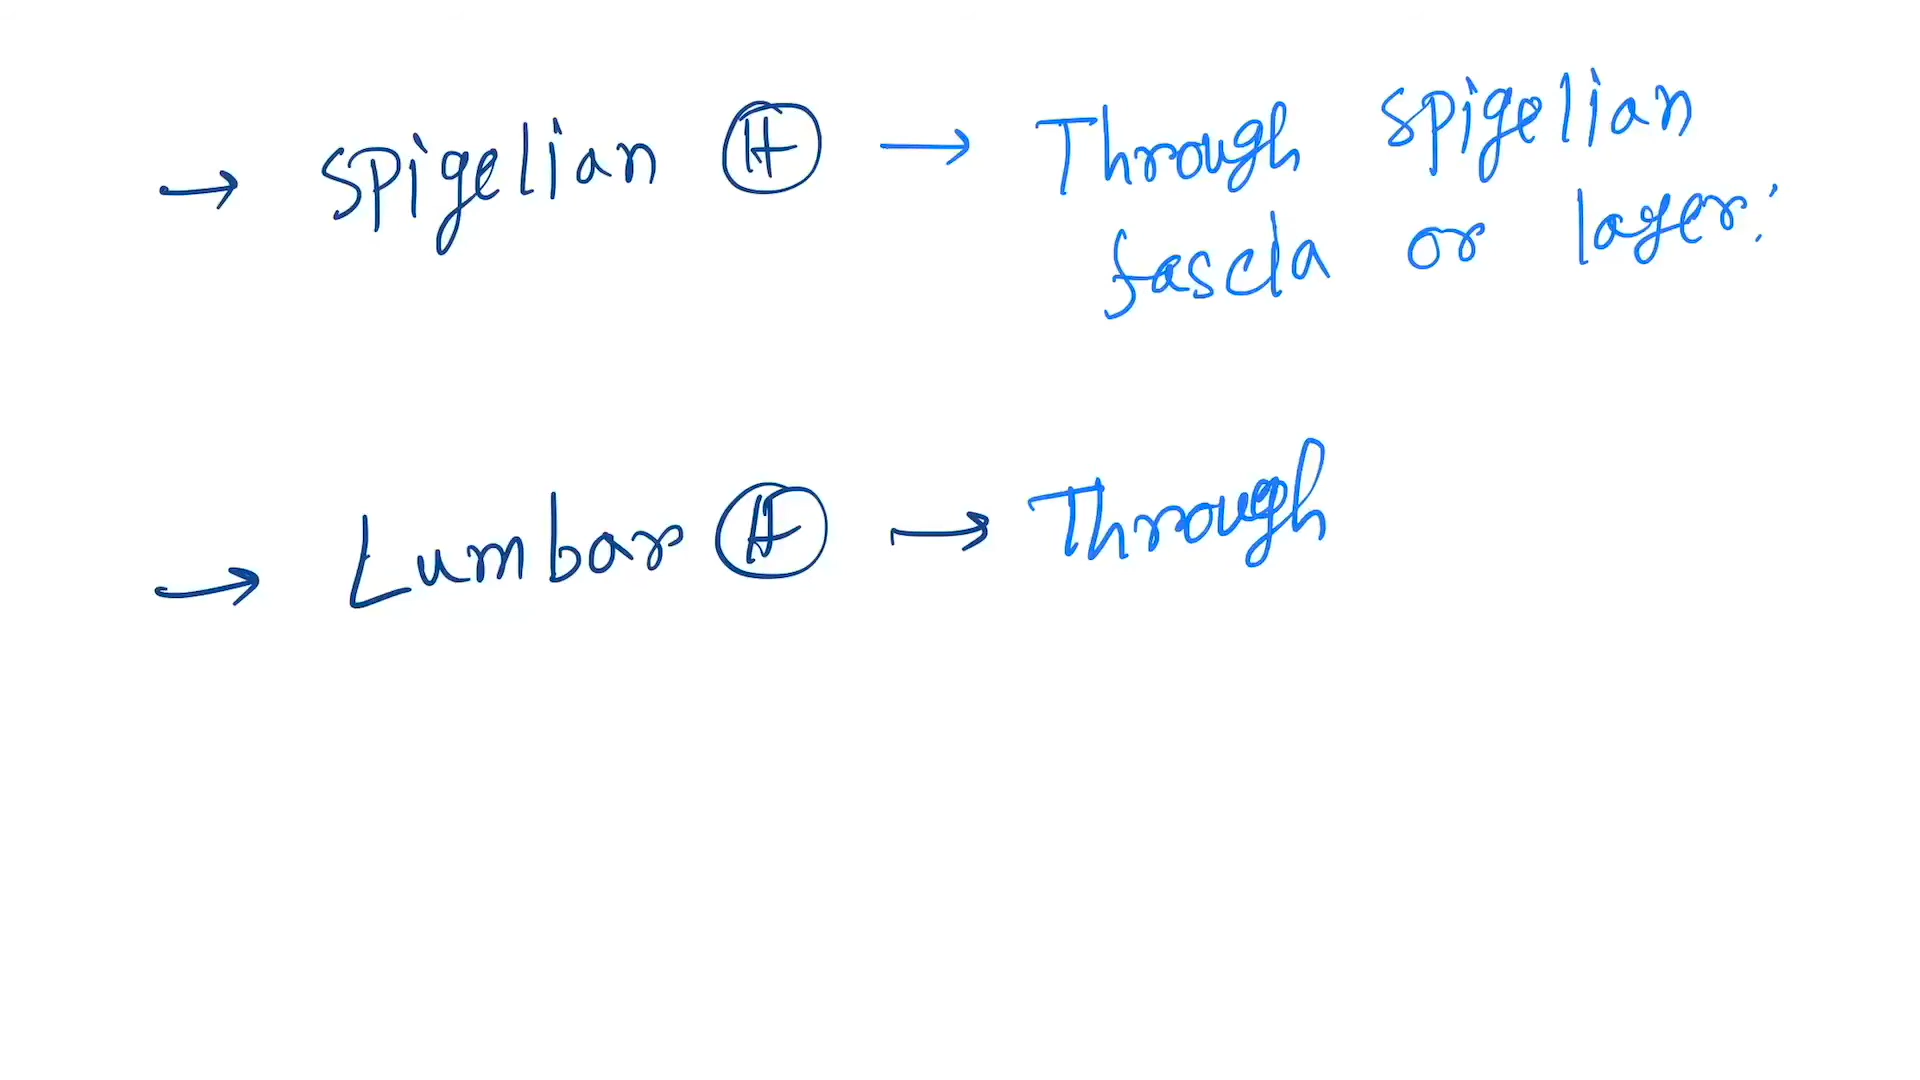 → Spigelian Ⓗ → Through Spigelian
fascia or layer.
→ Lumbar Ⓗ → Through